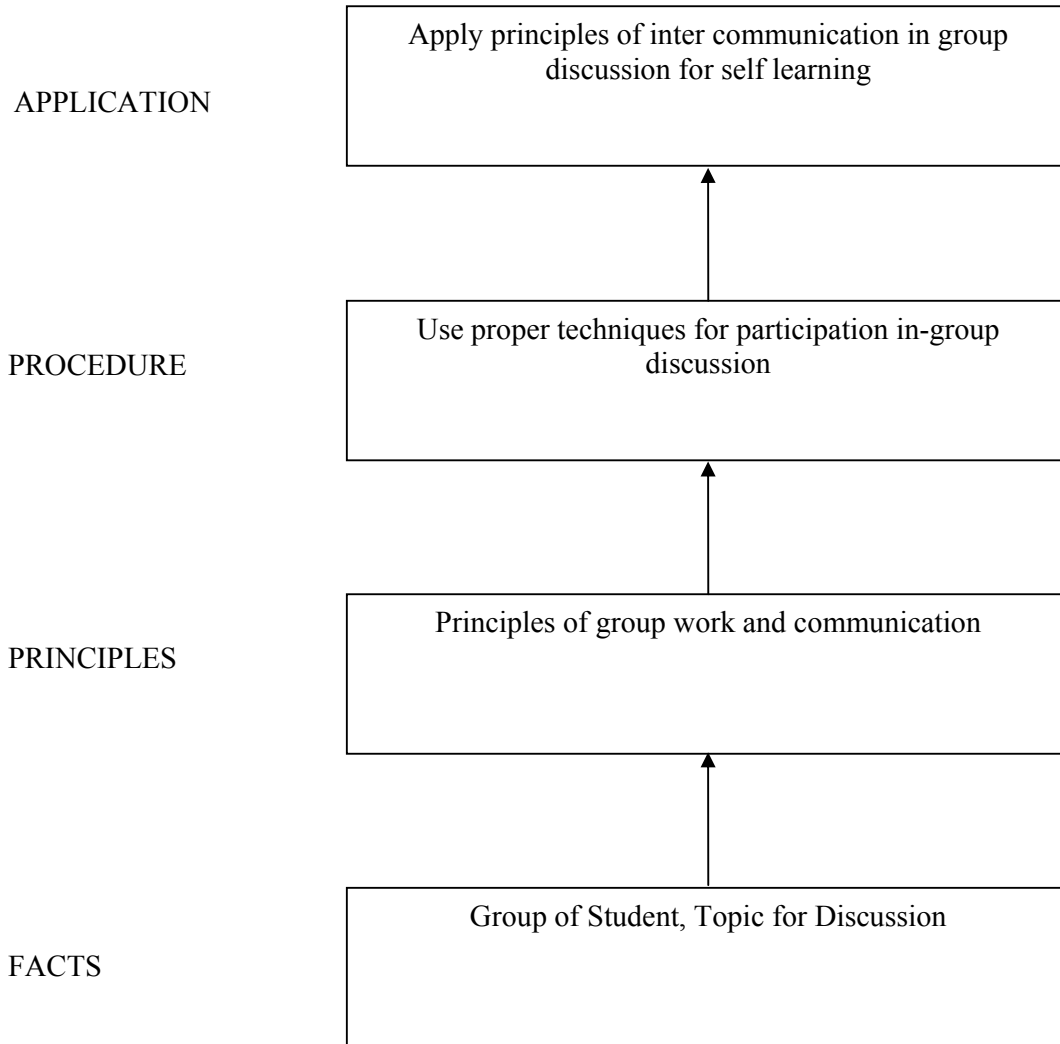 Apply principles of inter communication in group
discussion for self learning
APPLICATION
Use proper techniques for participation in-group
discussion
PROCEDURE
Principles of group work and communication
PRINCIPLES
Group of Student, Topic for Discussion
FACTS